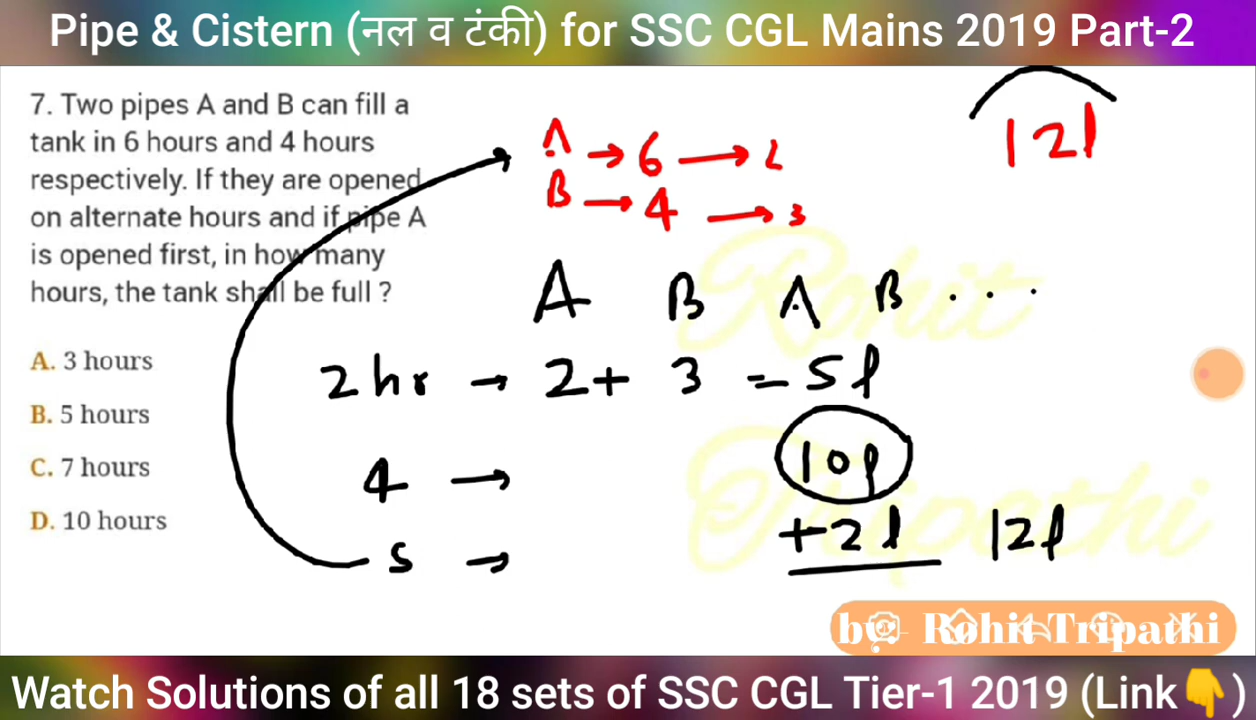 Pipe & Cistern (नल व टंकी) for SSC CGL Mains 2019 Part-2
7. Two pipes A and B can fill a
tank in 6 hours and 4 hours
respectively. If they are opened
on alternate hours and if pipe A
is opened first, in how many
hours, the tank shall be full ?
A. 3 hours
B. 5 hours
C. 7 hours
D. 10 hours
12l
A → 6 → 2
B → 4 → 3
A B A B ...
2 hr → 2 + 3 = 5l
4 → 10l
5 → +2l 12l
Rohit
Tripathi
by: Rohit Tripathi
Watch Solutions of all 18 sets of SSC CGL Tier-1 2019 (Link👇)